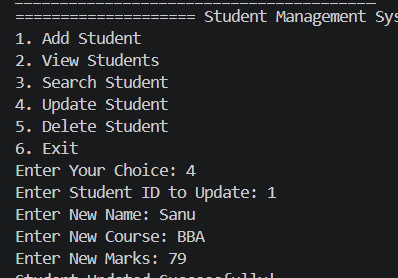 ==================== Student Management Sys
1. Add Student
2. View Students
3. Search Student
4. Update Student
5. Delete Student
6. Exit
Enter Your Choice: 4
Enter Student ID to Update: 1
Enter New Name: Sanu
Enter New Course: BBA
Enter New Marks: 79
Student Updated Successfully!